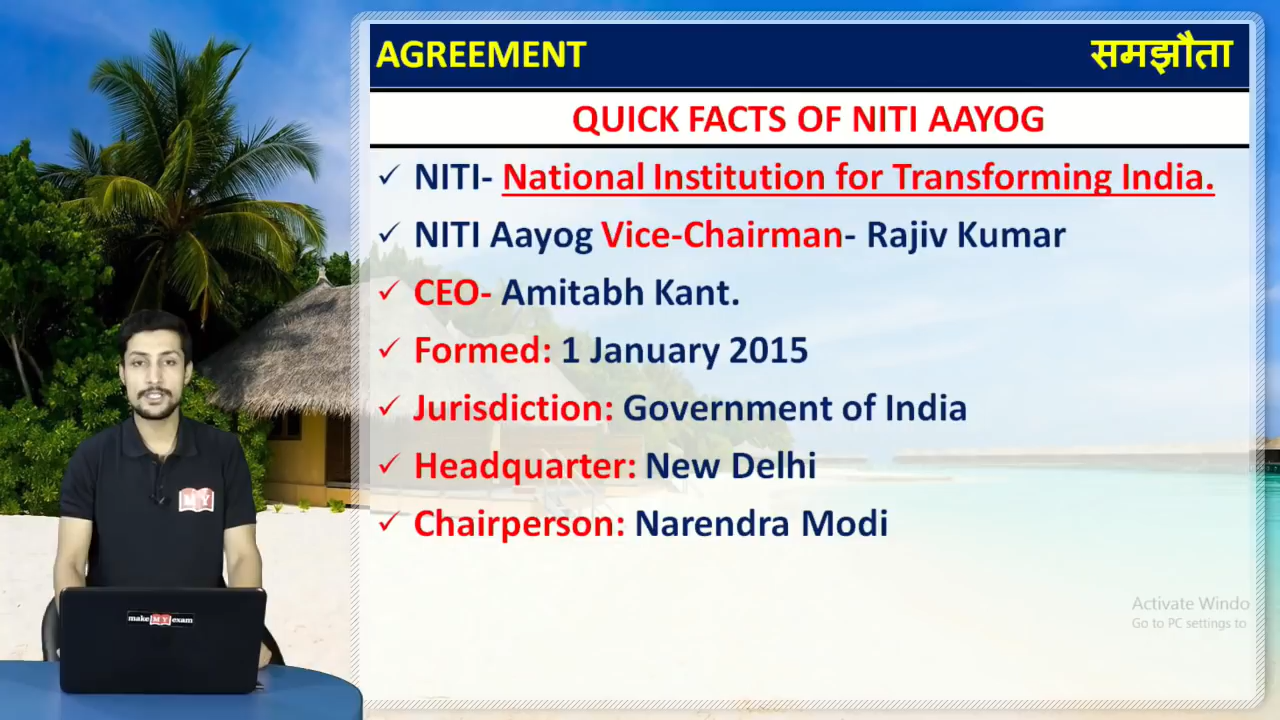 AGREEMENT समझौता
QUICK FACTS OF NITI AAYOG
✓ NITI- National Institution for Transforming India.
✓ NITI Aayog Vice-Chairman- Rajiv Kumar
✓ CEO- Amitabh Kant.
✓ Formed: 1 January 2015
✓ Jurisdiction: Government of India
✓ Headquarter: New Delhi
✓ Chairperson: Narendra Modi
M Y
make MY exam
Activate Windo
Go to PC settings to